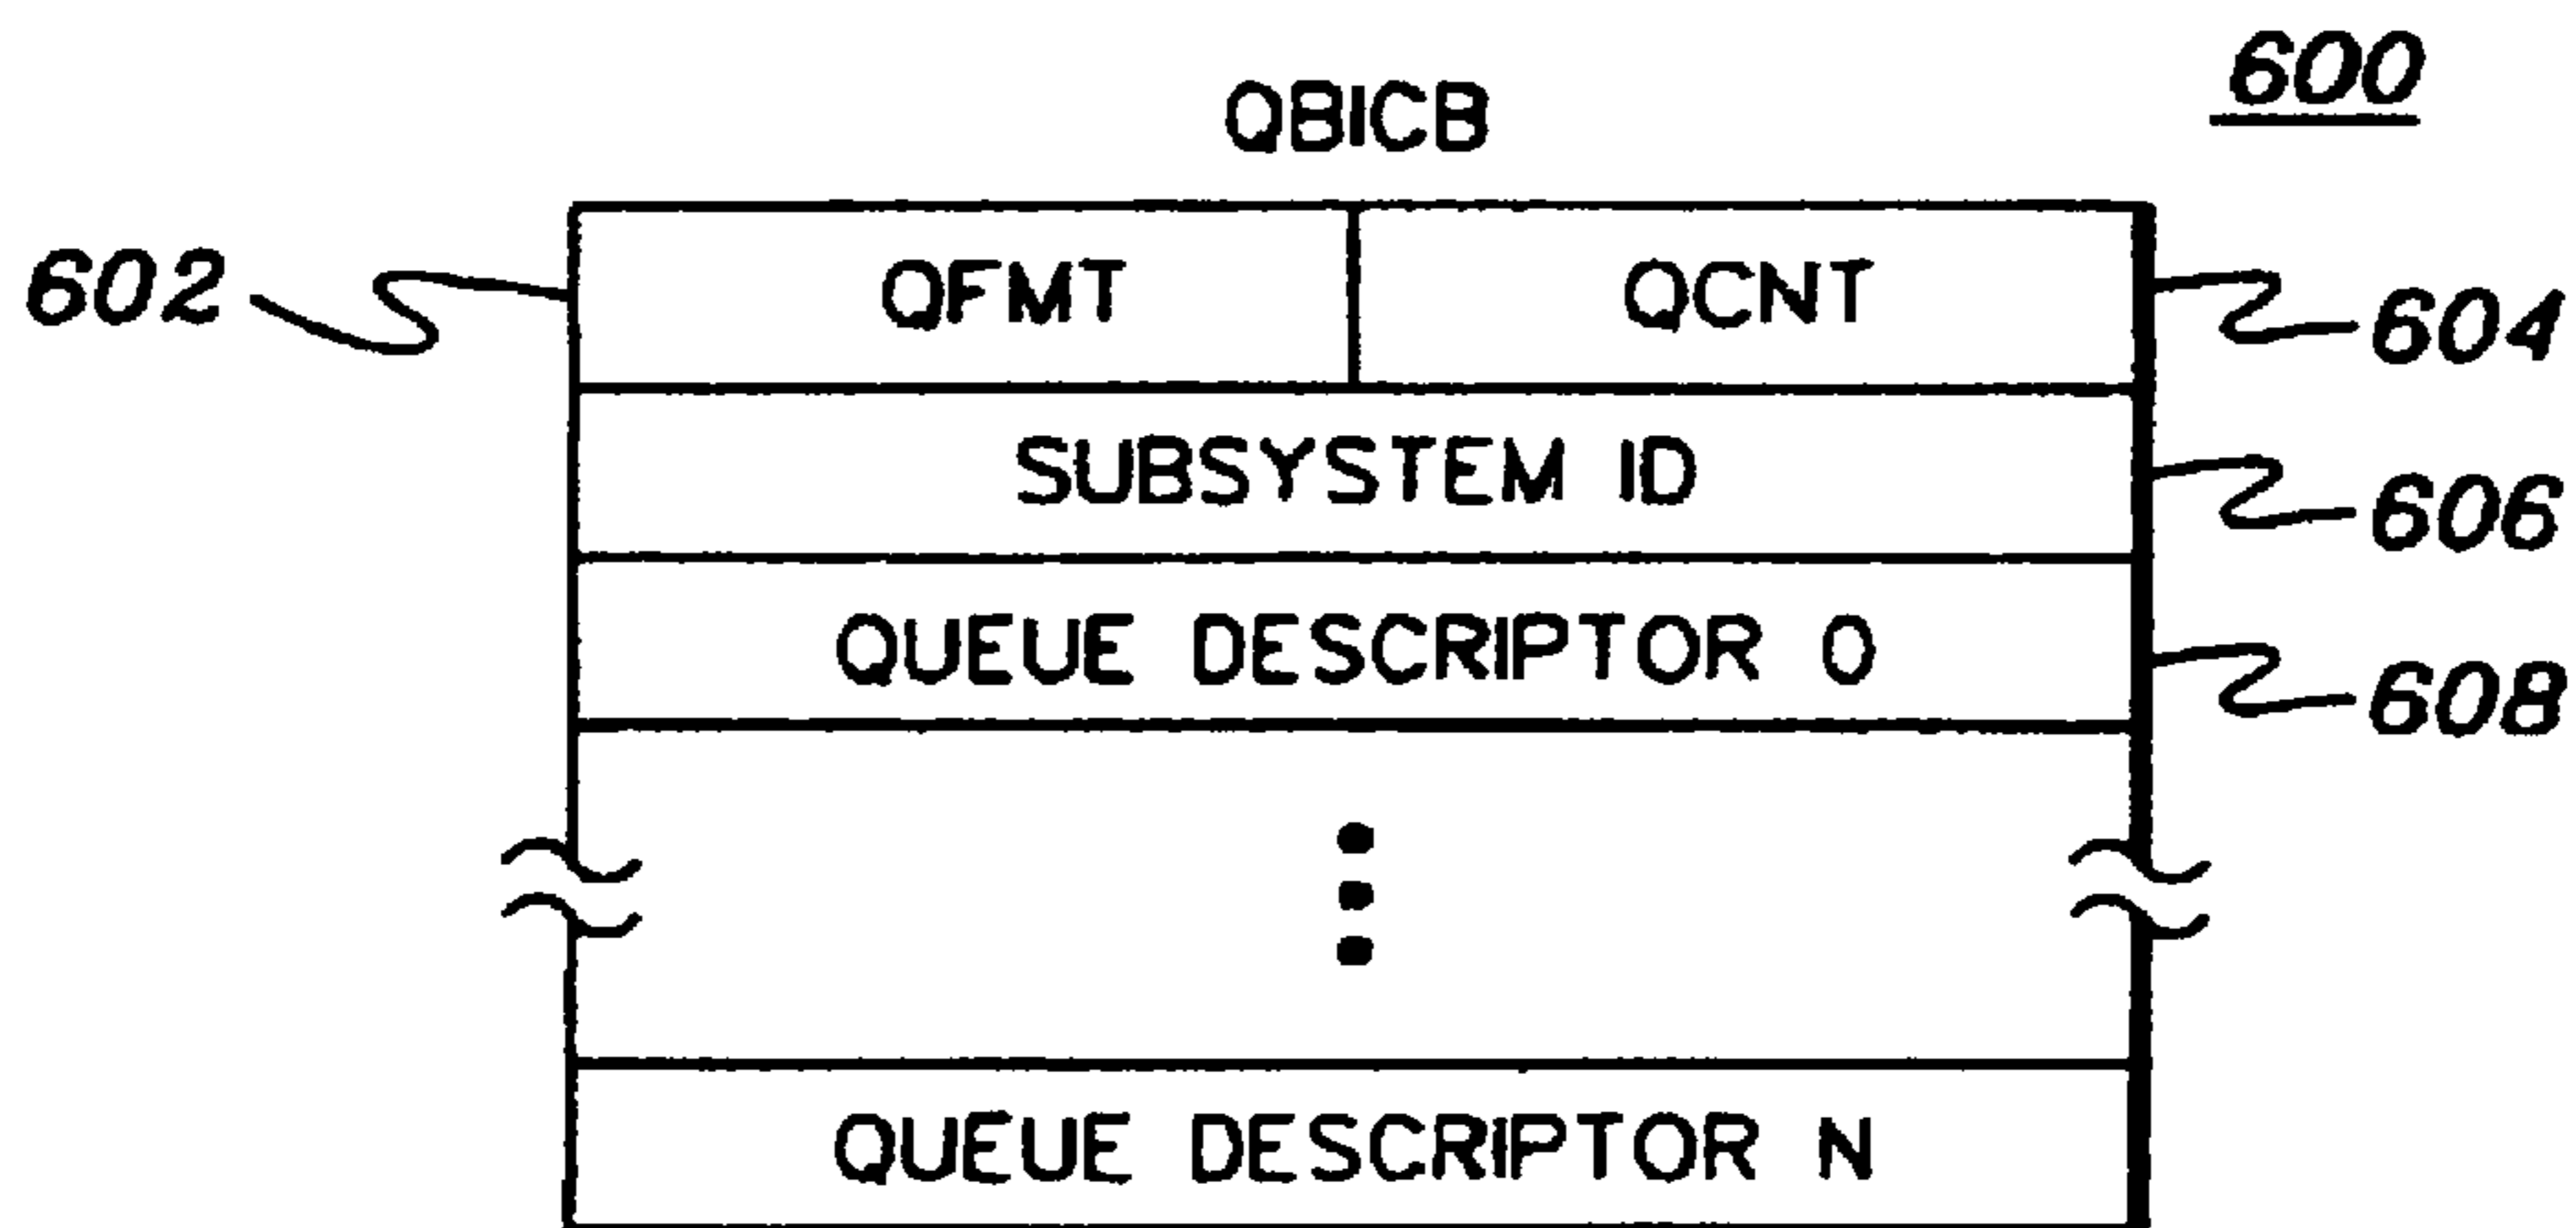 600
QBICB
602 QFMT QCNT 604
SUBSYSTEM ID 606
QUEUE DESCRIPTOR 0 608
QUEUE DESCRIPTOR N